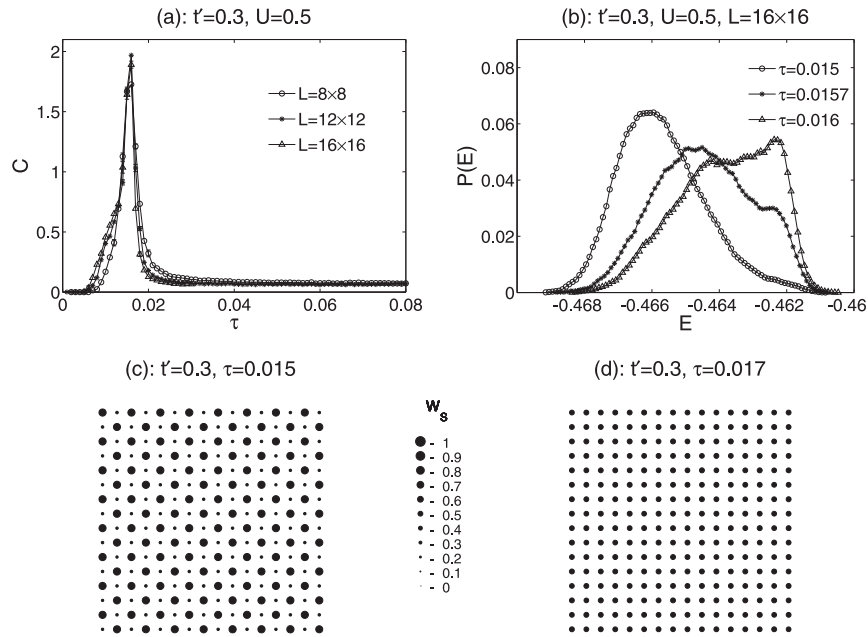 (a): t'=0.3, U=0.5
C
2
1.5
1
0.5
0
L=8×8
L=12×12
L=16×16
0
0.02
0.04
0.06
0.08
τ
(b): t'=0.3, U=0.5, L=16×16
P(E)
0.08
0.06
0.04
0.02
0
τ=0.015
τ=0.0157
τ=0.016
-0.468
-0.466
-0.464
-0.462
-0.46
E
(c): t'=0.3, τ=0.015
w_s
- 1
- 0.9
- 0.8
- 0.7
- 0.6
- 0.5
- 0.4
- 0.3
- 0.2
- 0.1
- 0
(d): t'=0.3, τ=0.017